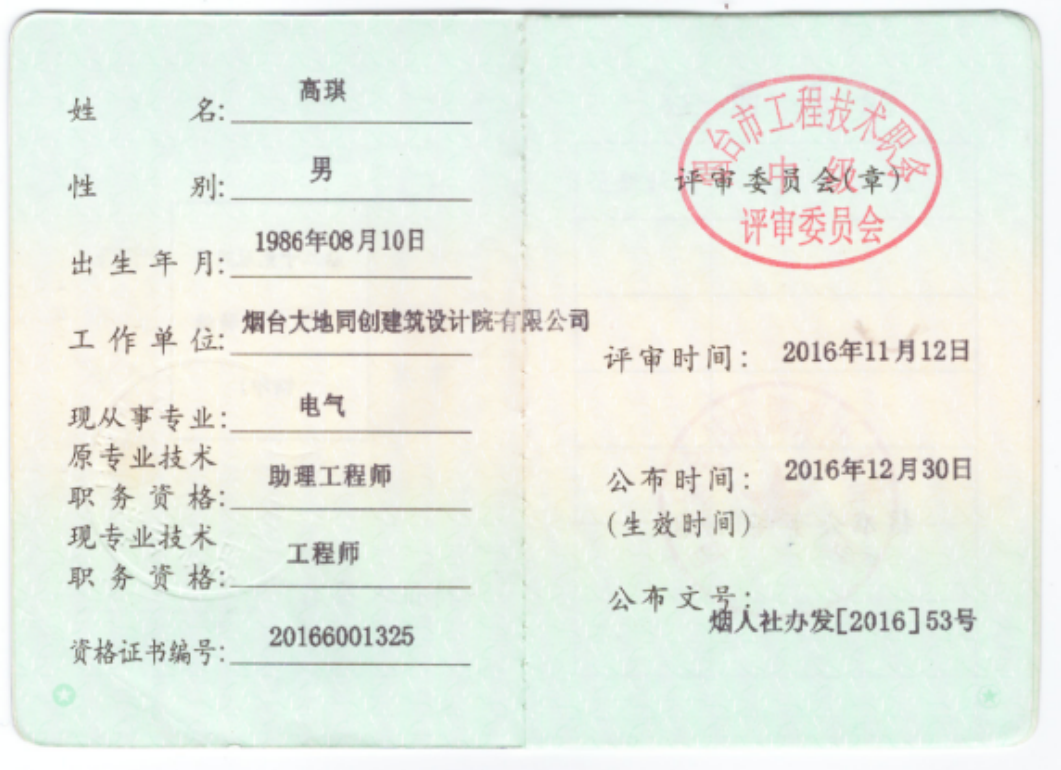 姓名: 高琪
性别: 男
出生年月: 1986年08月10日
工作单位: 烟台大地同创建筑设计院有限公司
现从事专业: 电气
原专业技术
职务资格: 助理工程师
现专业技术
职务资格: 工程师
资格证书编号: 20166001325
烟台市工程技术职务
中级
评审委员会
评审委员会(章)
评审时间: 2016年11月12日
公布时间: 2016年12月30日
(生效时间)
公布文号:
烟人社办发[2016]53号